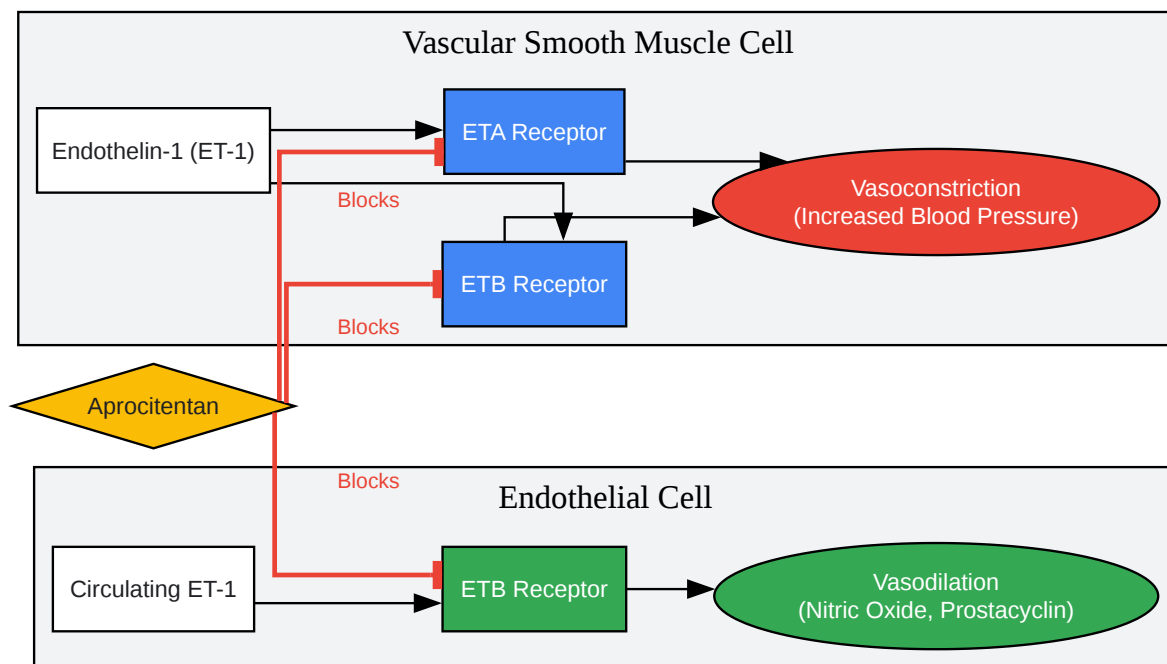 Vascular Smooth Muscle Cell
Endothelin-1 (ET-1)
ETA Receptor
Blocks
Vasoconstriction
(Increased Blood Pressure)
ETB Receptor
Blocks
Aprocitentan
Blocks
Endothelial Cell
Circulating ET-1
ETB Receptor
Vasodilation
(Nitric Oxide, Prostacyclin)